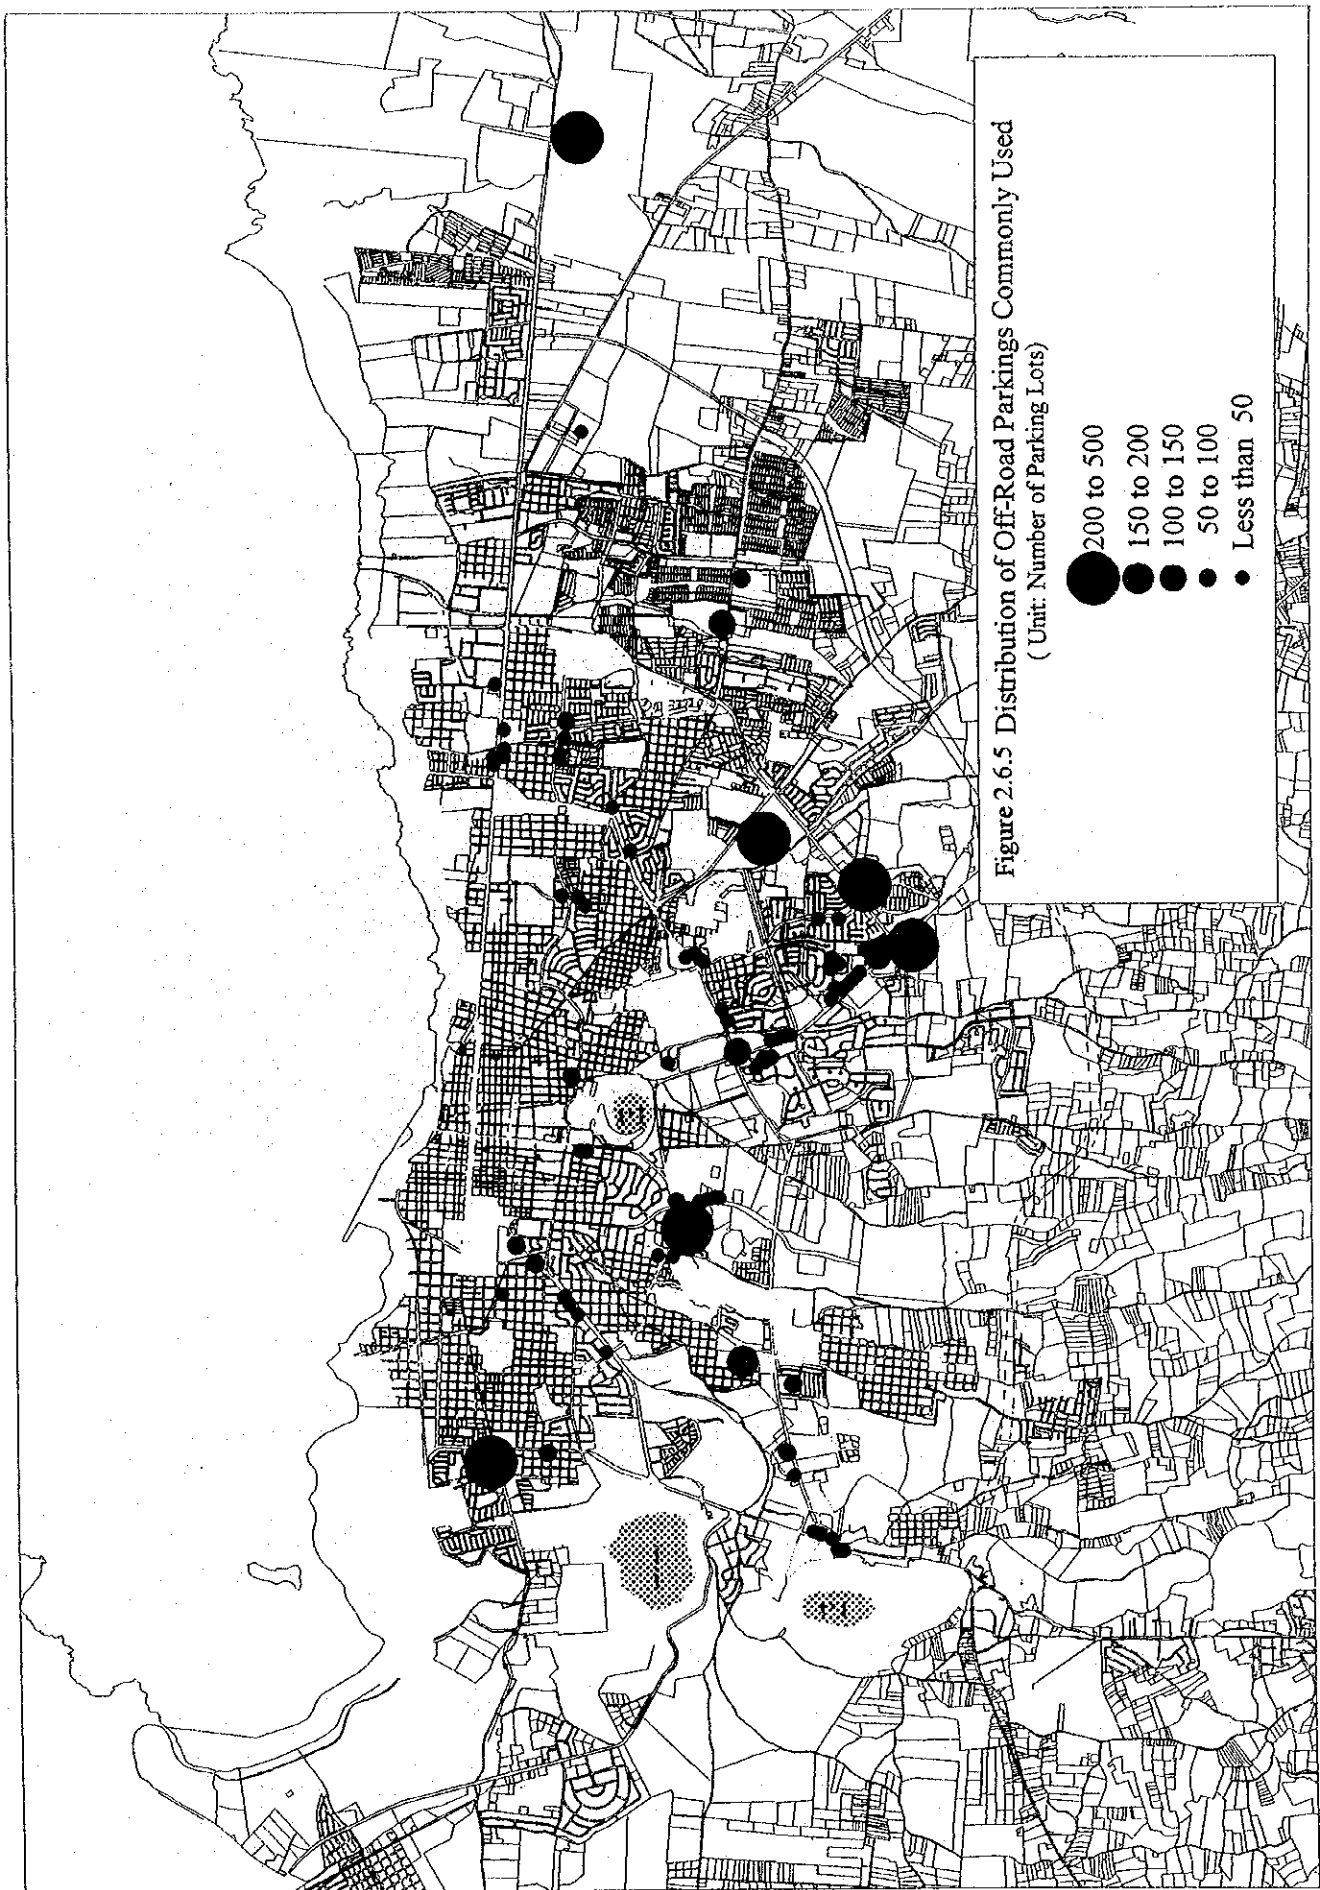 Figure 2.6.5 Distribution of Off-Road Parkings Commonly Used
( Unit: Number of Parking Lots)
200 to 500
150 to 200
100 to 150
50 to 100
Less than 50